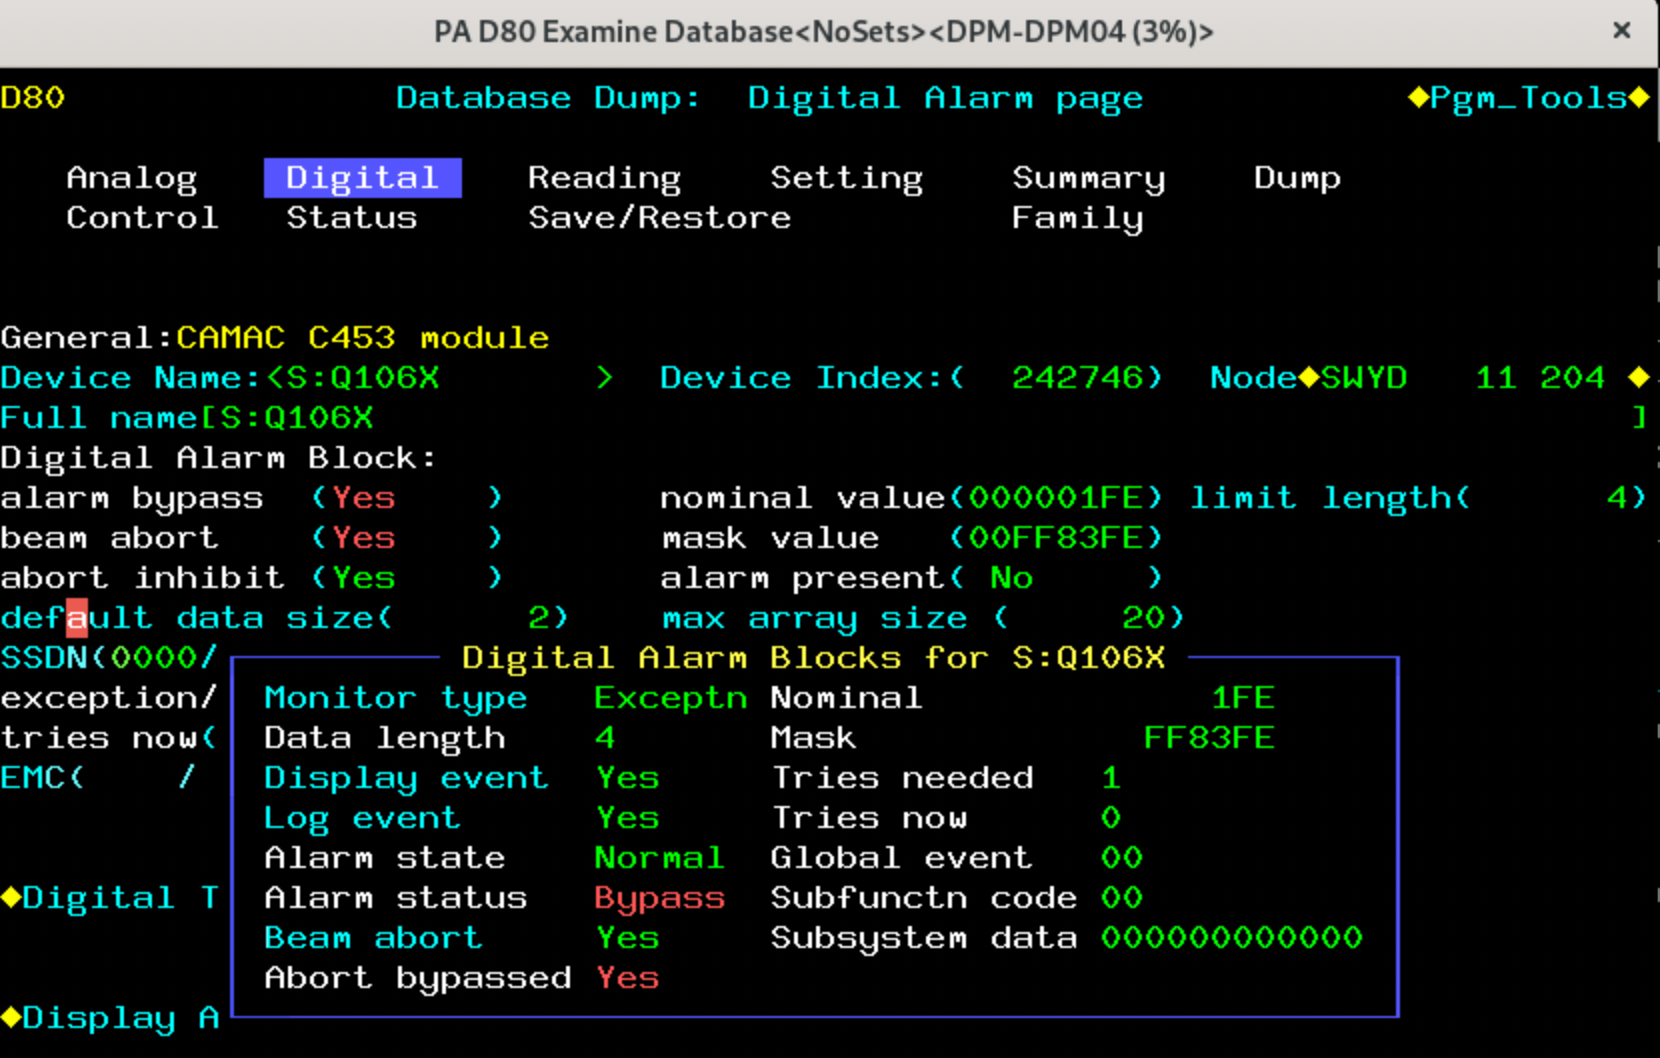 PA D80 Examine Database<NoSets><DPM-DPM04 (3%)> ×
D80 Database Dump: Digital Alarm page ◆Pgm_Tools◆
Analog Digital Reading Setting Summary Dump
Control Status Save/Restore Family
General:CAMAC C453 module
Device Name:<S:Q106X > Device Index:( 242746) Node◆SWYD 11 204 ◆
Full name[S:Q106X ]
Digital Alarm Block:
alarm bypass (Yes ) nominal value(000001FE) limit length( 4)
beam abort (Yes ) mask value (00FF83FE)
abort inhibit (Yes ) alarm present( No )
default data size( 2) max array size ( 20)
SSDN(0000/ Digital Alarm Blocks for S:Q106X
exception/ Monitor type Exceptn Nominal 1FE
tries now( Data length 4 Mask FF83FE
EMC( / Display event Yes Tries needed 1
Log event Yes Tries now 0
Alarm state Normal Global event 00
◆Digital T Alarm status Bypass Subfunctn code 00
Beam abort Yes Subsystem data 000000000000
Abort bypassed Yes
◆Display A